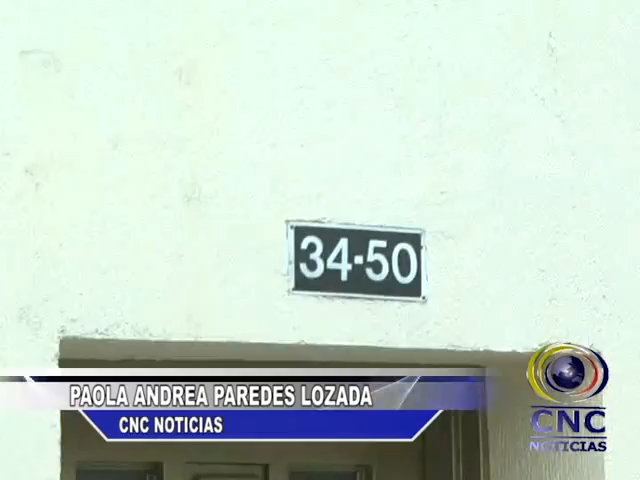 34-50
PAOLA ANDREA PAREDES LOZADA
CNC NOTICIAS
CNC
NOTICIAS